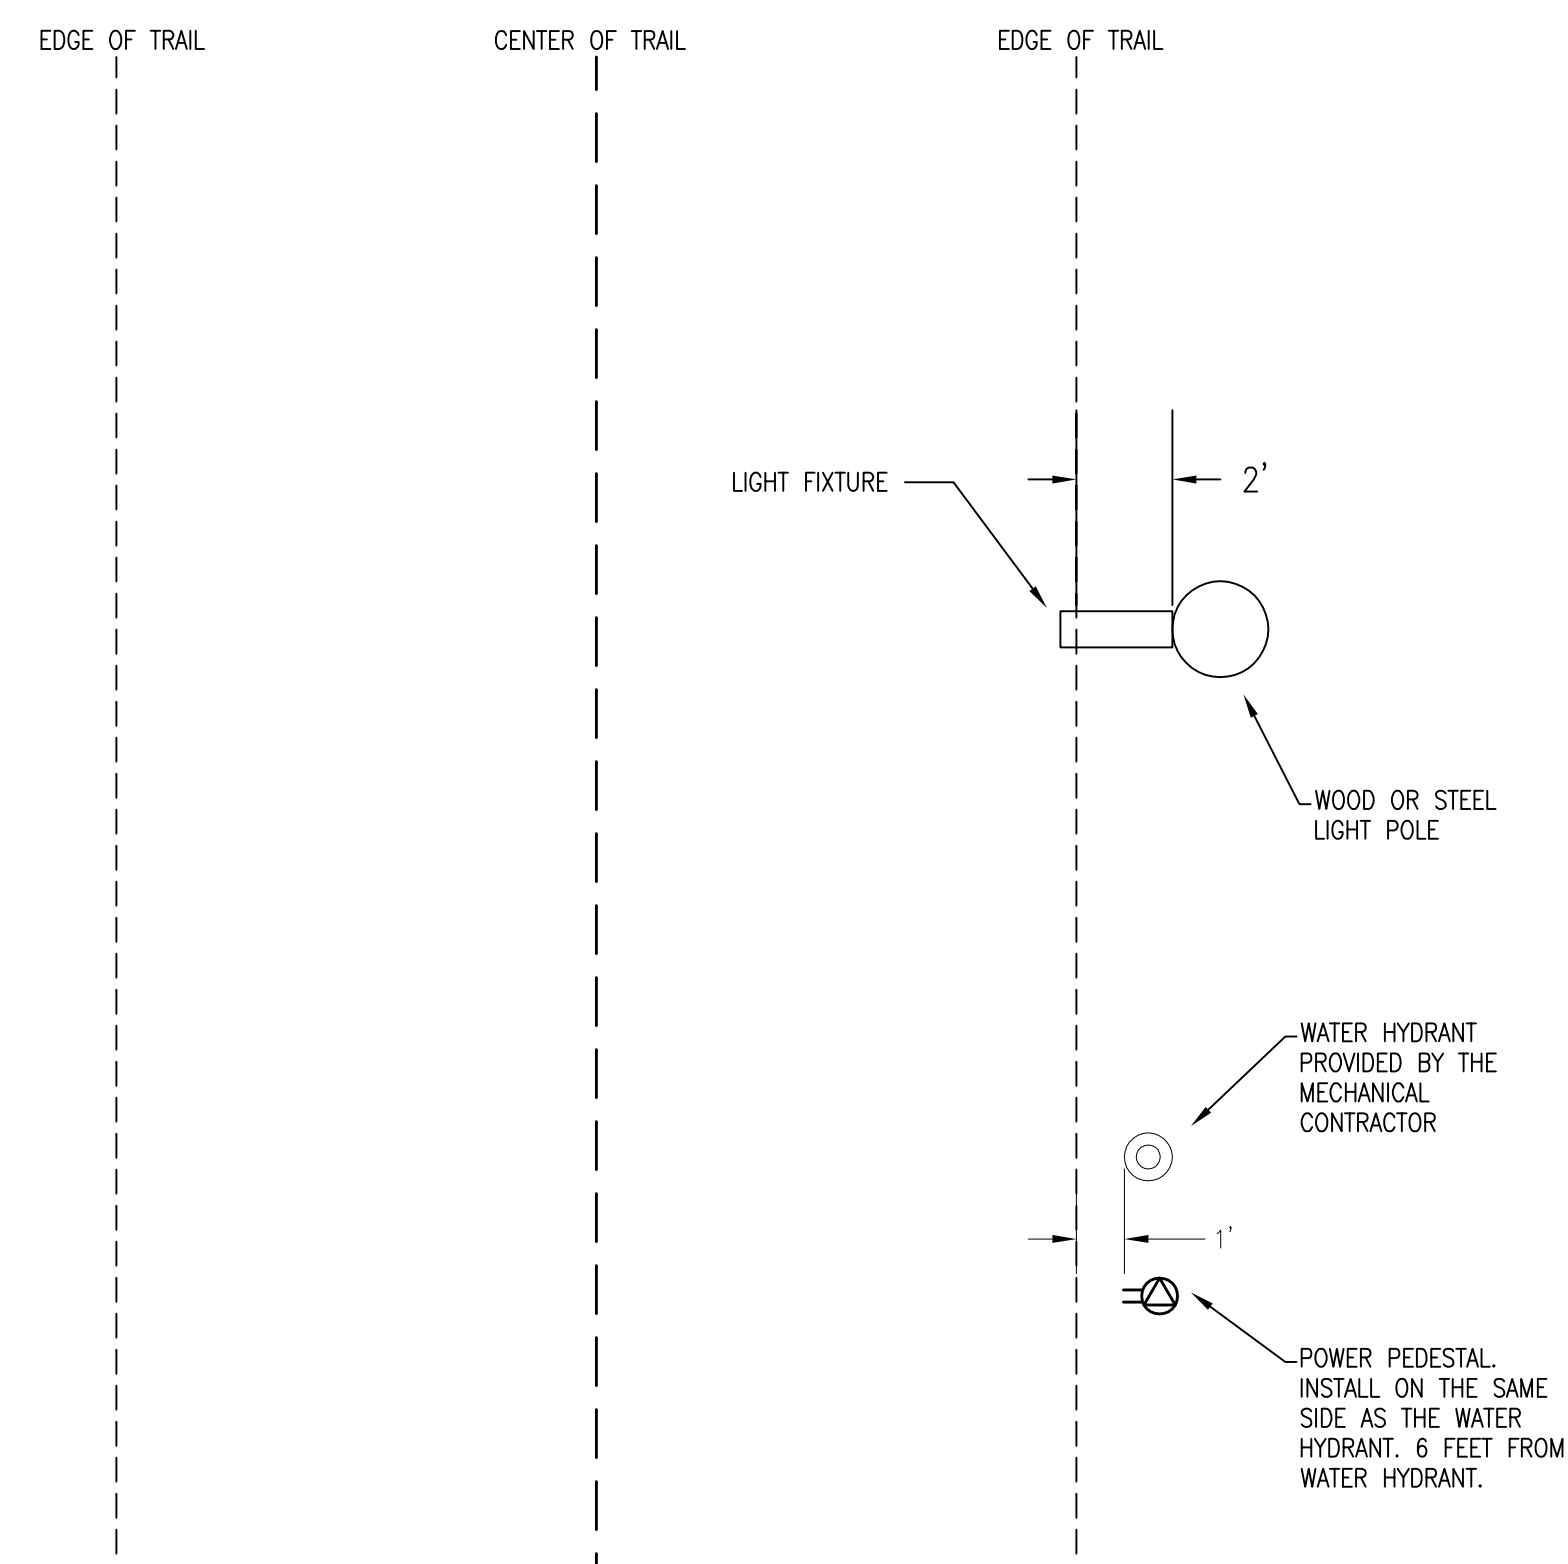 EDGE OF TRAIL
CENTER OF TRAIL
EDGE OF TRAIL
LIGHT FIXTURE
2'
WOOD OR STEEL
LIGHT POLE
WATER HYDRANT
PROVIDED BY THE
MECHANICAL
CONTRACTOR
1'
POWER PEDESTAL.
INSTALL ON THE SAME
SIDE AS THE WATER
HYDRANT. 6 FEET FROM
WATER HYDRANT.